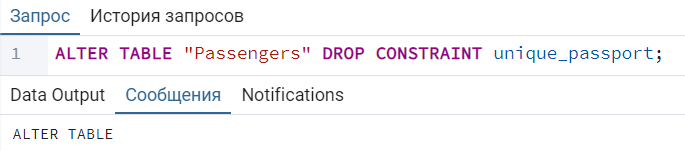 Запрос История запросов
1 ALTER TABLE "Passengers" DROP CONSTRAINT unique_passport;
Data Output Сообщения Notifications
ALTER TABLE